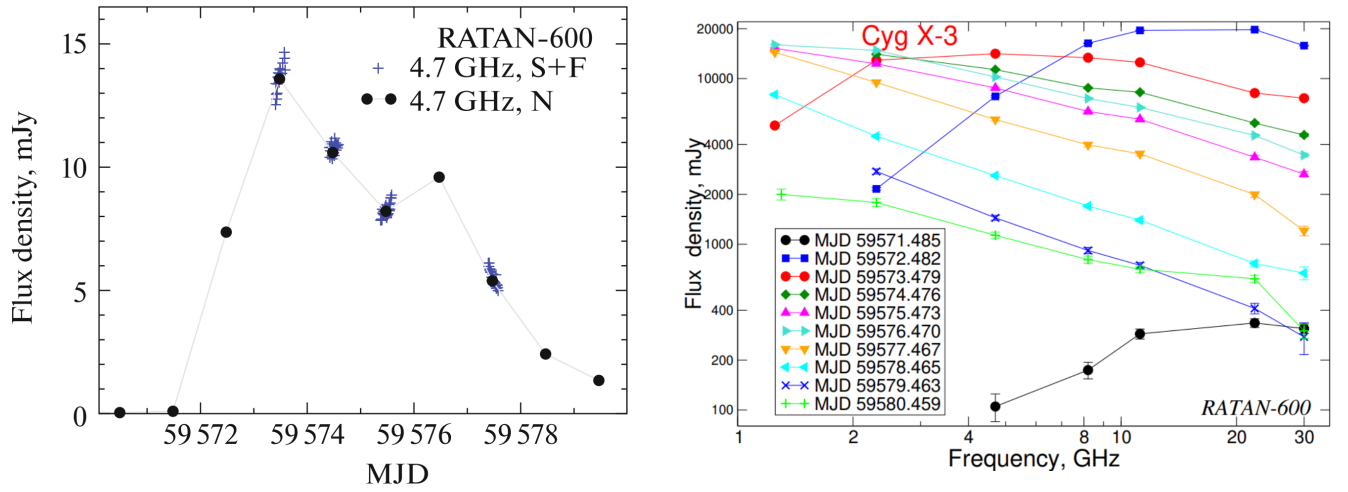 RATAN-600
4.7 GHz, S+F
4.7 GHz, N
15
10
5
0
Flux density, mJy
59 572
59 574
59 576
59 578
MJD
Cyg X-3
20000
10000
4000
2000
1000
400
200
100
Flux density, mJy
MJD 59571.485
MJD 59572.482
MJD 59573.479
MJD 59574.476
MJD 59575.473
MJD 59576.470
MJD 59577.467
MJD 59578.465
MJD 59579.463
MJD 59580.459
RATAN-600
1
2
4
8
10
20
30
Frequency, GHz